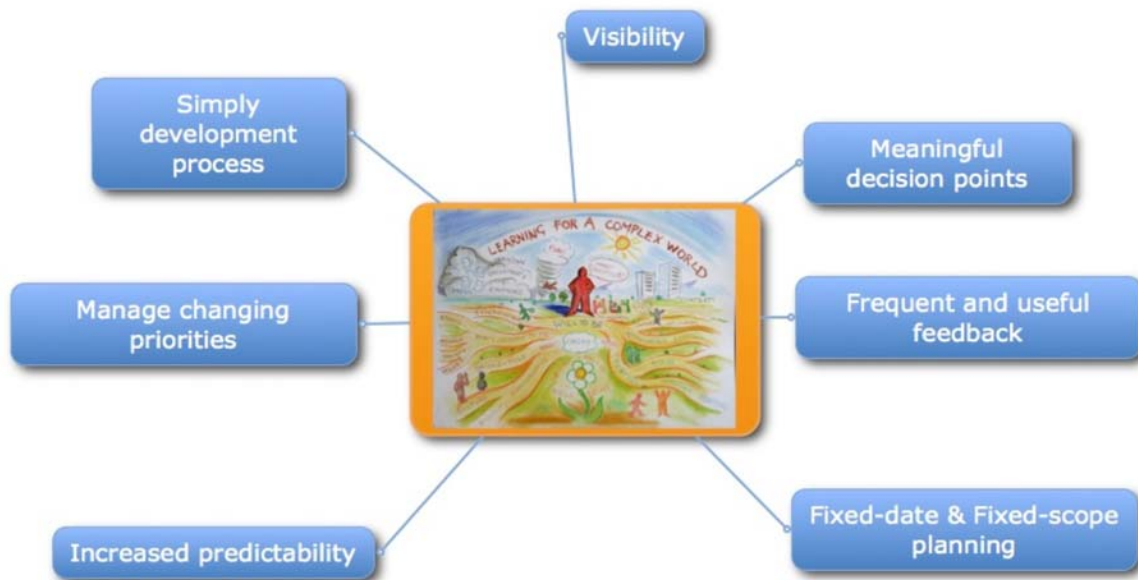 Visibility
Simply
development
process
Meaningful
decision points
LEARNING FOR A COMPLEX WORLD
Manage changing
priorities
Frequent and useful
feedback
Increased predictability
Fixed-date & Fixed-scope
planning